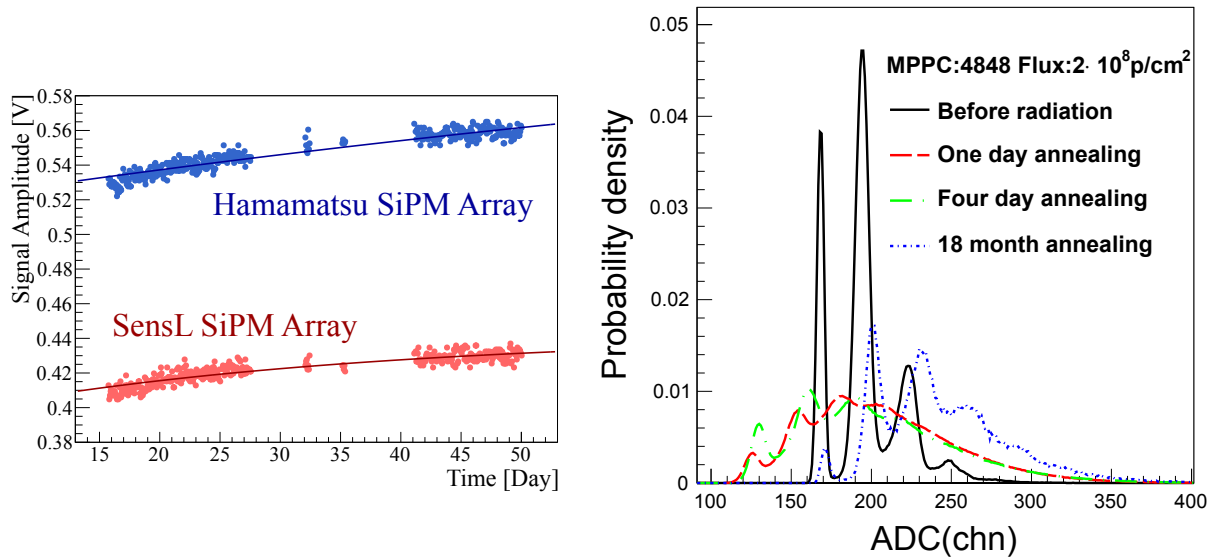 Signal Amplitude [V]
0.58
0.56
0.54
0.52
0.5
0.48
0.46
0.44
0.42
0.4
0.38
Hamamatsu SiPM Array
SensL SiPM Array
15 20 25 30 35 40 45 50
Time [Day]
Probability density
0.05
0.04
0.03
0.02
0.01
0
MPPC:4848 Flux:2· 10⁸p/cm²
Before radiation
One day annealing
Four day annealing
18 month annealing
100 150 200 250 300 350 400
ADC(chn)